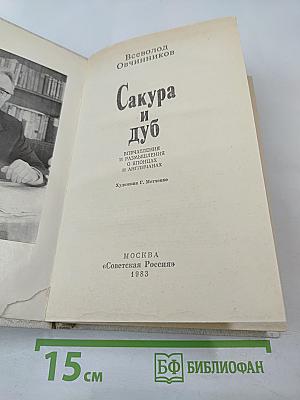 Всеволод
Овчинников
Сакура
и
дуб
ВПЕЧАТЛЕНИЯ
И РАЗМЫШЛЕНИЯ
О ЯПОНЦАХ
И АНГЛИЧАНАХ
Художник Г. Метченко
МОСКВА
«Советская Россия»
1983
15 см
БФ БИБЛИОФАН